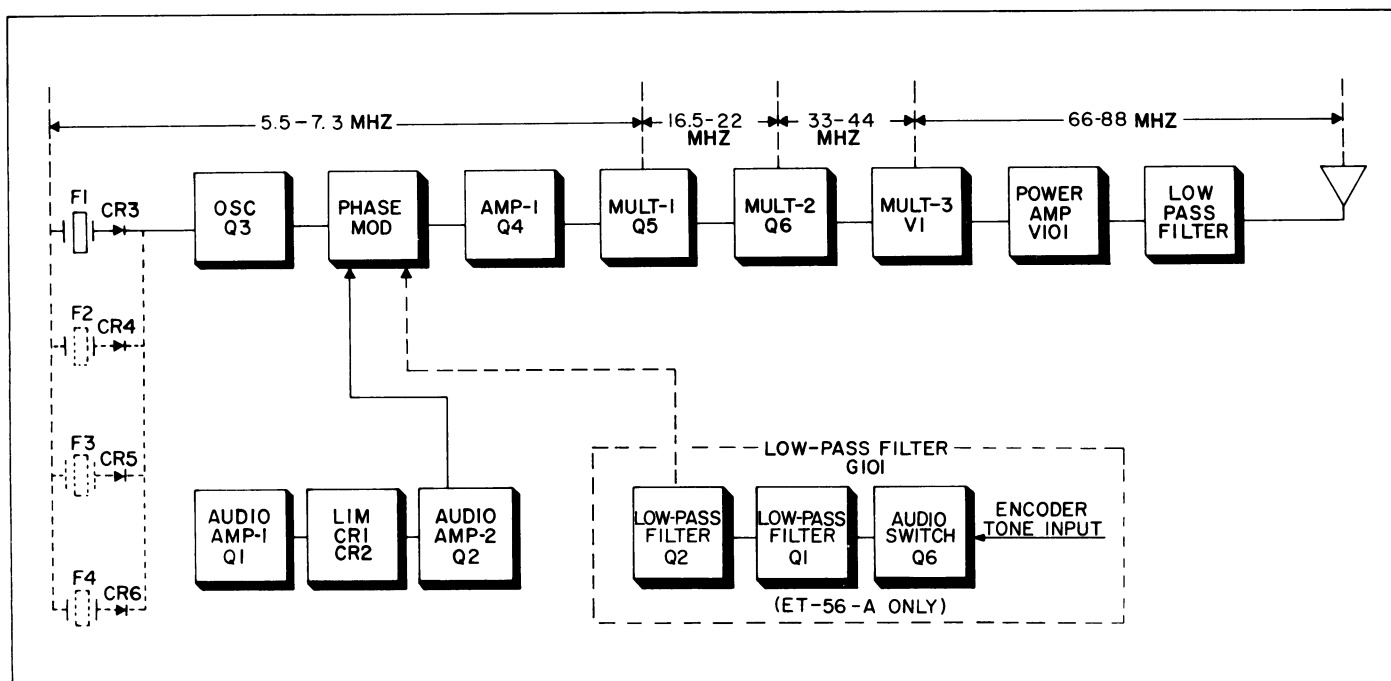 5.5-7.3 MHZ
16.5-22
MHZ
33-44
MHZ
66-88 MHZ
F1
CR3
OSC
Q3
PHASE
MOD
AMP-1
Q4
MULT-1
Q5
MULT-2
Q6
MULT-3
V1
POWER
AMP
V101
LOW
PASS
FILTER
F2
CR4
F3
CR5
F4
CR6
AUDIO
AMP-1
Q1
LIM
CR1
CR2
AUDIO
AMP-2
Q2
LOW-PASS FILTER
G101
LOW-PASS
FILTER
Q2
LOW-PASS
FILTER
Q1
AUDIO
SWITCH
Q6
ENCODER
TONE INPUT
(ET-56-A ONLY)